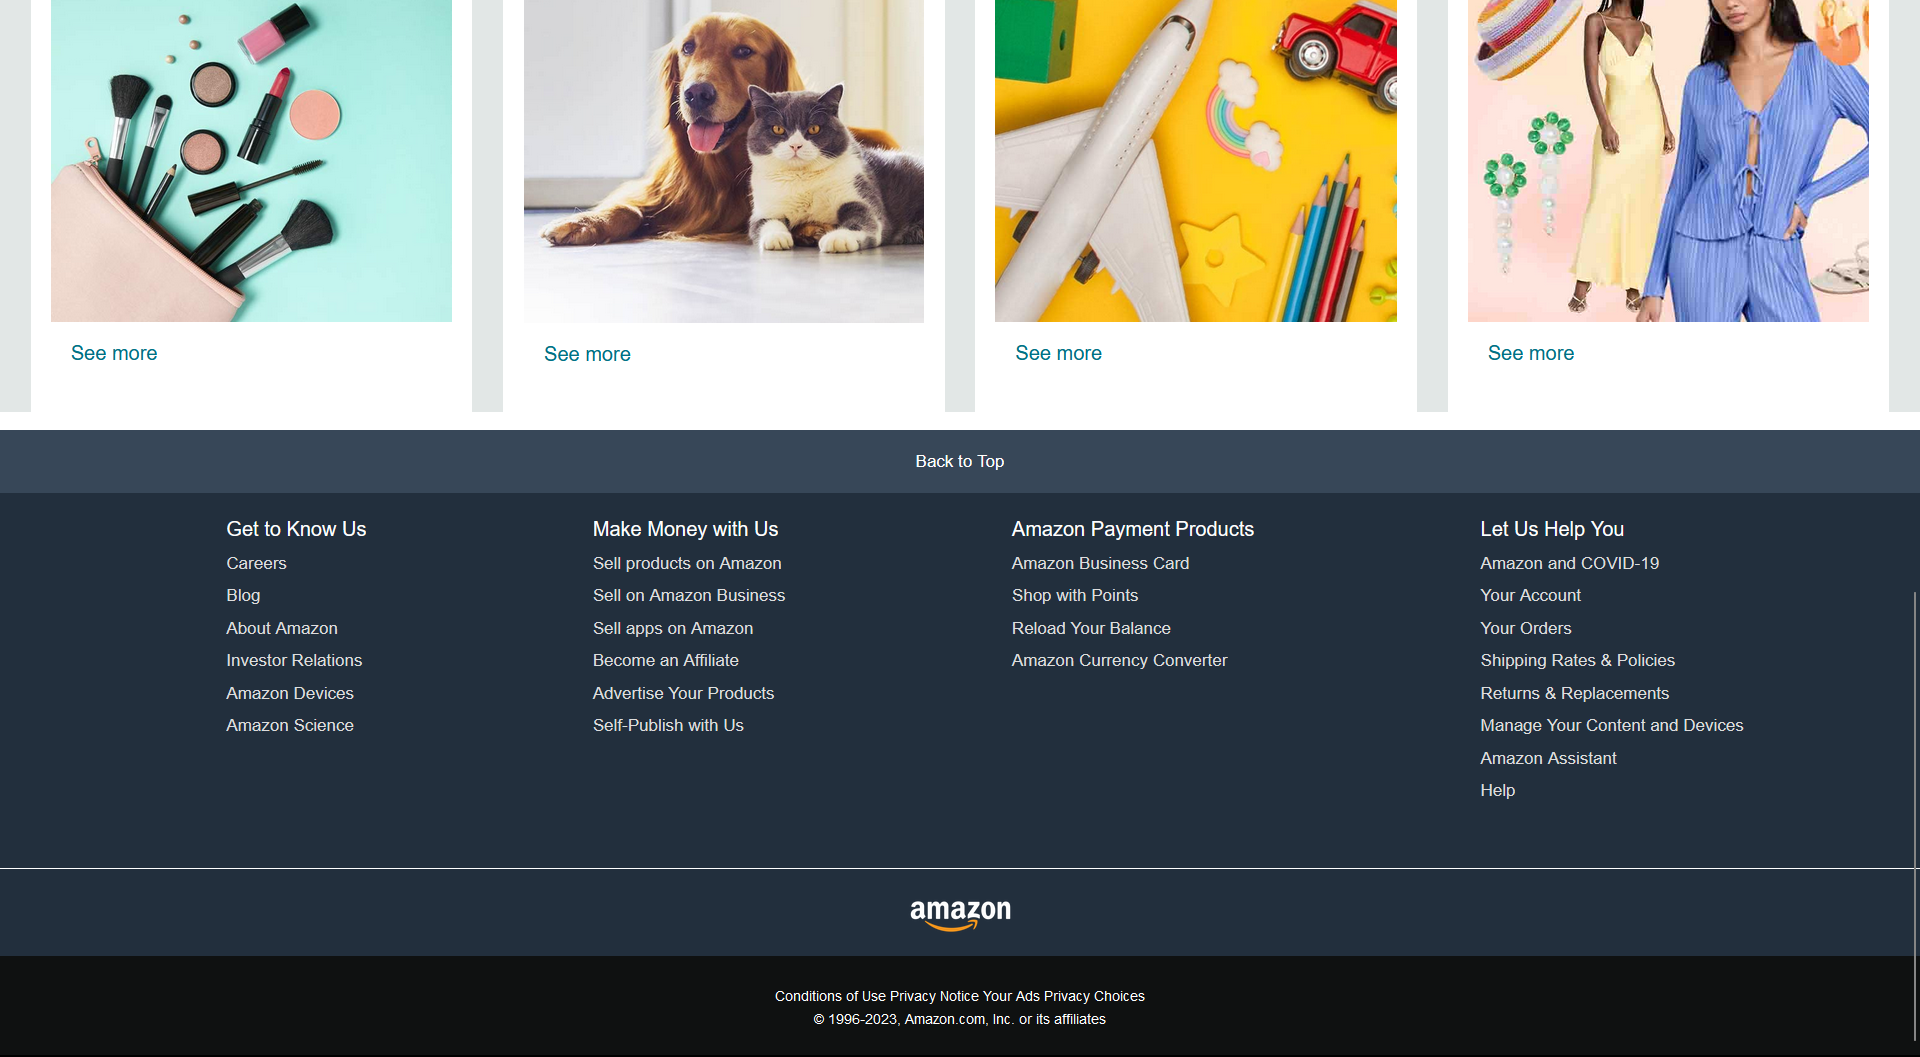 See more
See more
See more
See more
Back to Top
Get to Know Us
Careers
Blog
About Amazon
Investor Relations
Amazon Devices
Amazon Science
Make Money with Us
Sell products on Amazon
Sell on Amazon Business
Sell apps on Amazon
Become an Affiliate
Advertise Your Products
Self-Publish with Us
Amazon Payment Products
Amazon Business Card
Shop with Points
Reload Your Balance
Amazon Currency Converter
Let Us Help You
Amazon and COVID-19
Your Account
Your Orders
Shipping Rates & Policies
Returns & Replacements
Manage Your Content and Devices
Amazon Assistant
Help
amazon
Conditions of Use Privacy Notice Your Ads Privacy Choices
© 1996-2023, Amazon.com, Inc. or its affiliates